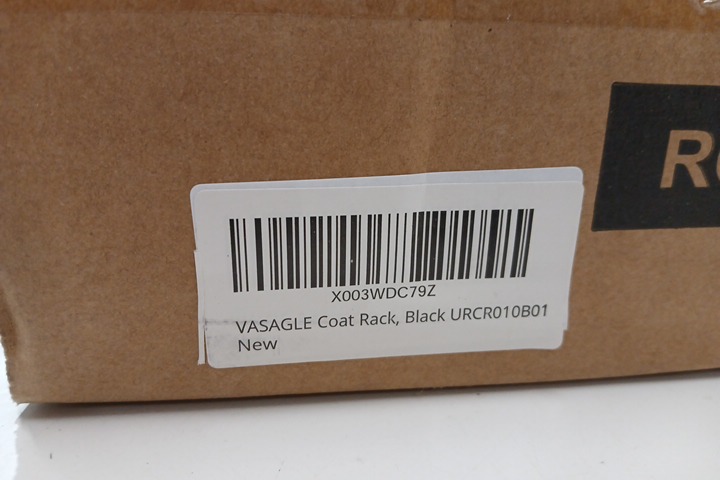 X003WDC79Z
VASAGLE Coat Rack, Black URCR010B01
New